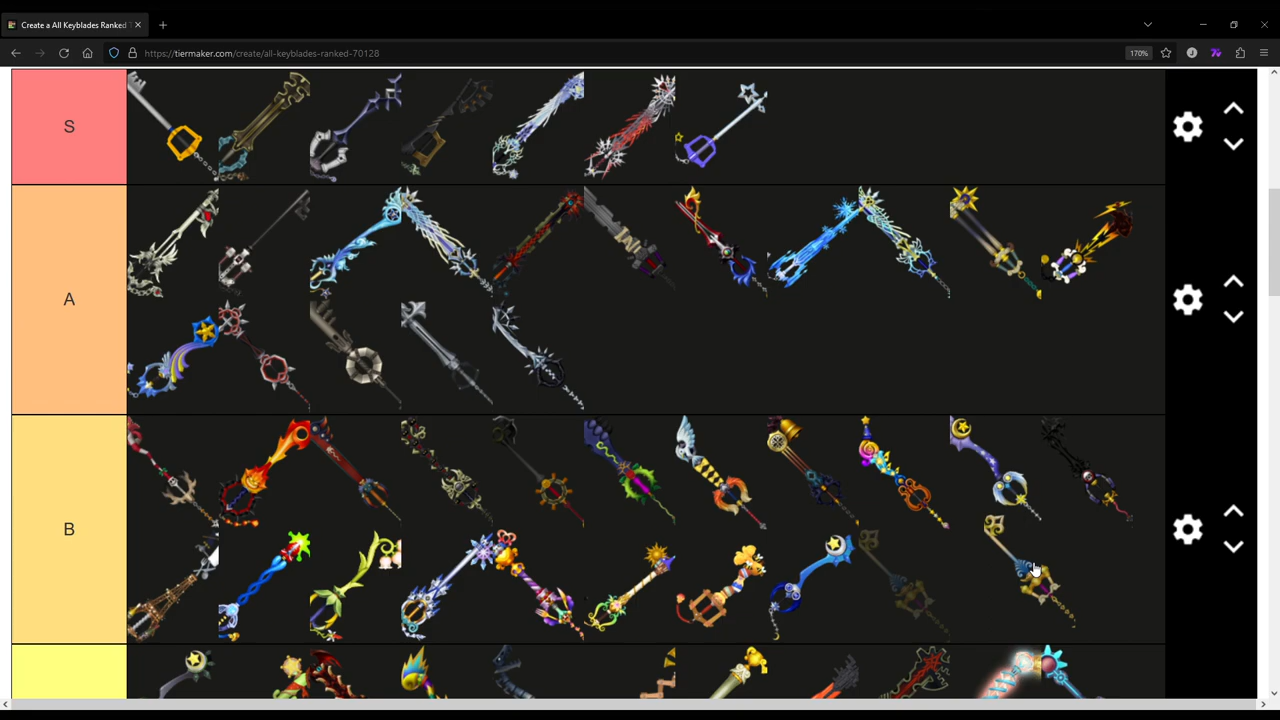 Create a All Keyblades Ranked T
https://tiermaker.com/create/all-keyblades-ranked-70128
170%
S
A
B